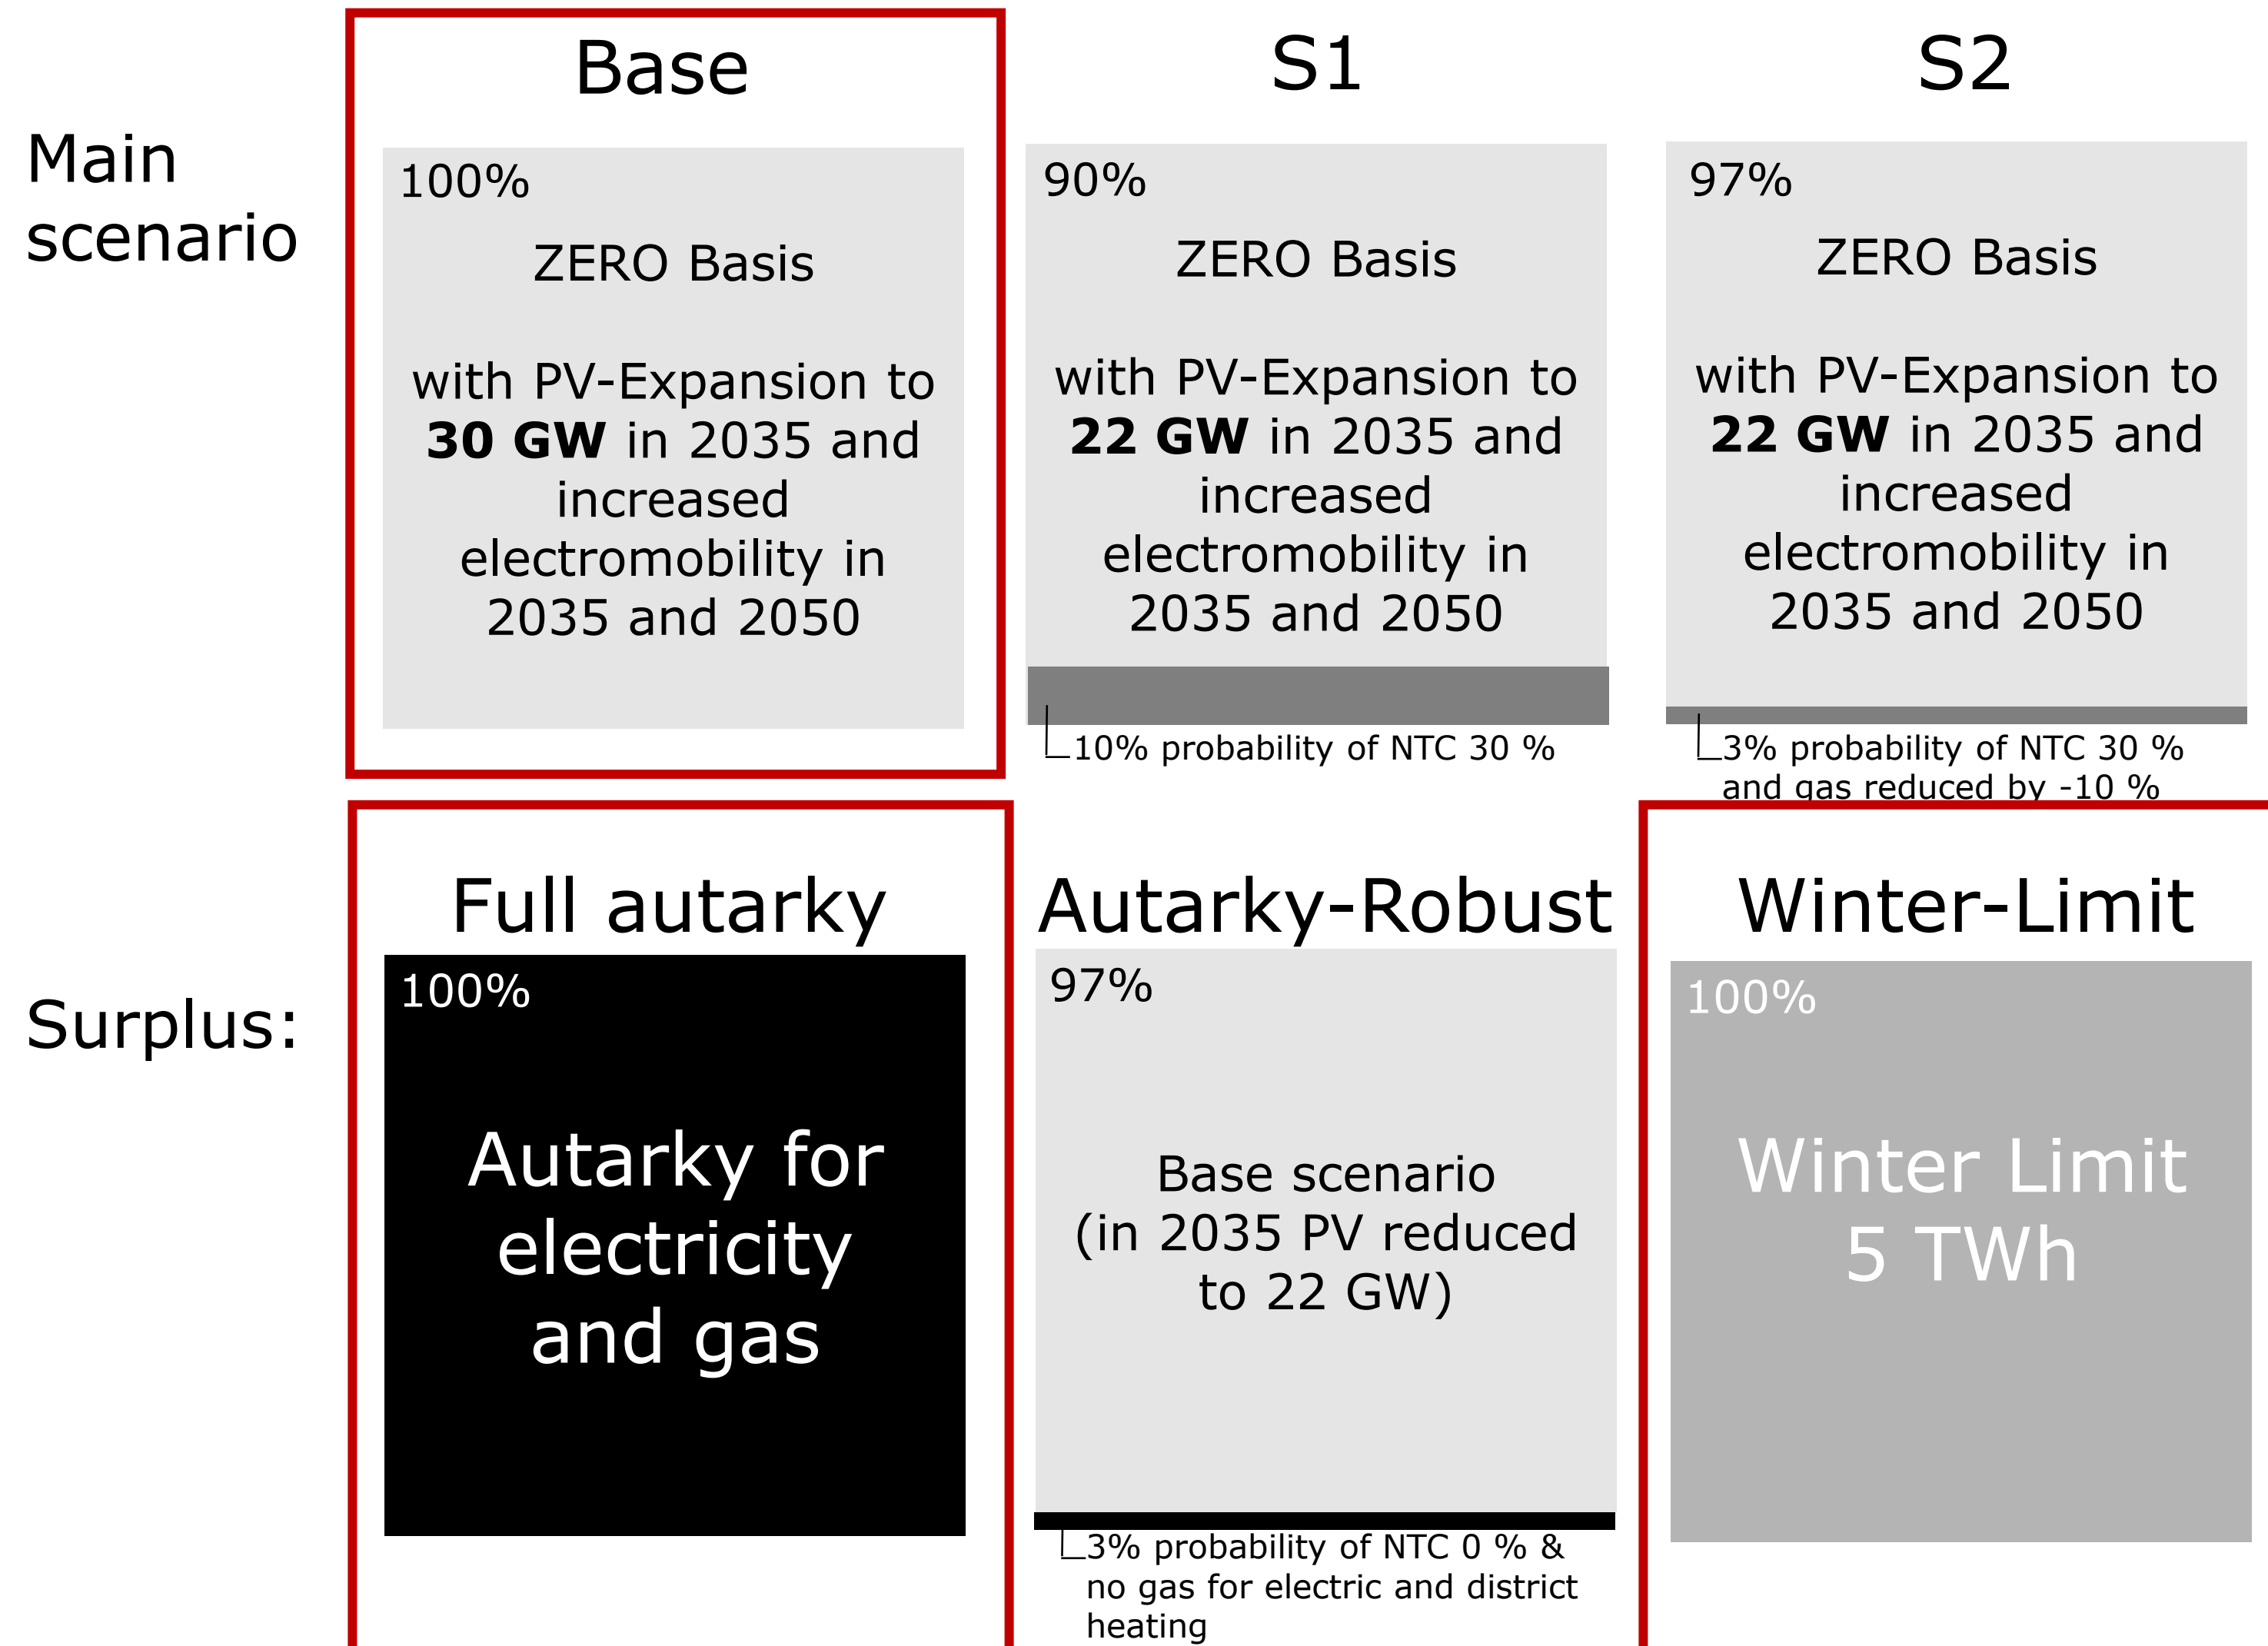 Base
S1
S2
Main
scenario
100%
ZERO Basis
with PV-Expansion to
30 GW in 2035 and
increased
electromobility in
2035 and 2050
90%
ZERO Basis
with PV-Expansion to
22 GW in 2035 and
increased
electromobility in
2035 and 2050
10% probability of NTC 30 %
97%
ZERO Basis
with PV-Expansion to
22 GW in 2035 and
increased
electromobility in
2035 and 2050
3% probability of NTC 30 %
and gas reduced by -10 %
Surplus:
Full autarky
100%
Autarky for
electricity
and gas
Autarky-Robust
97%
Base scenario
(in 2035 PV reduced
to 22 GW)
3% probability of NTC 0 % &
no gas for electric and district
heating
Winter-Limit
100%
Winter Limit
5 TWh